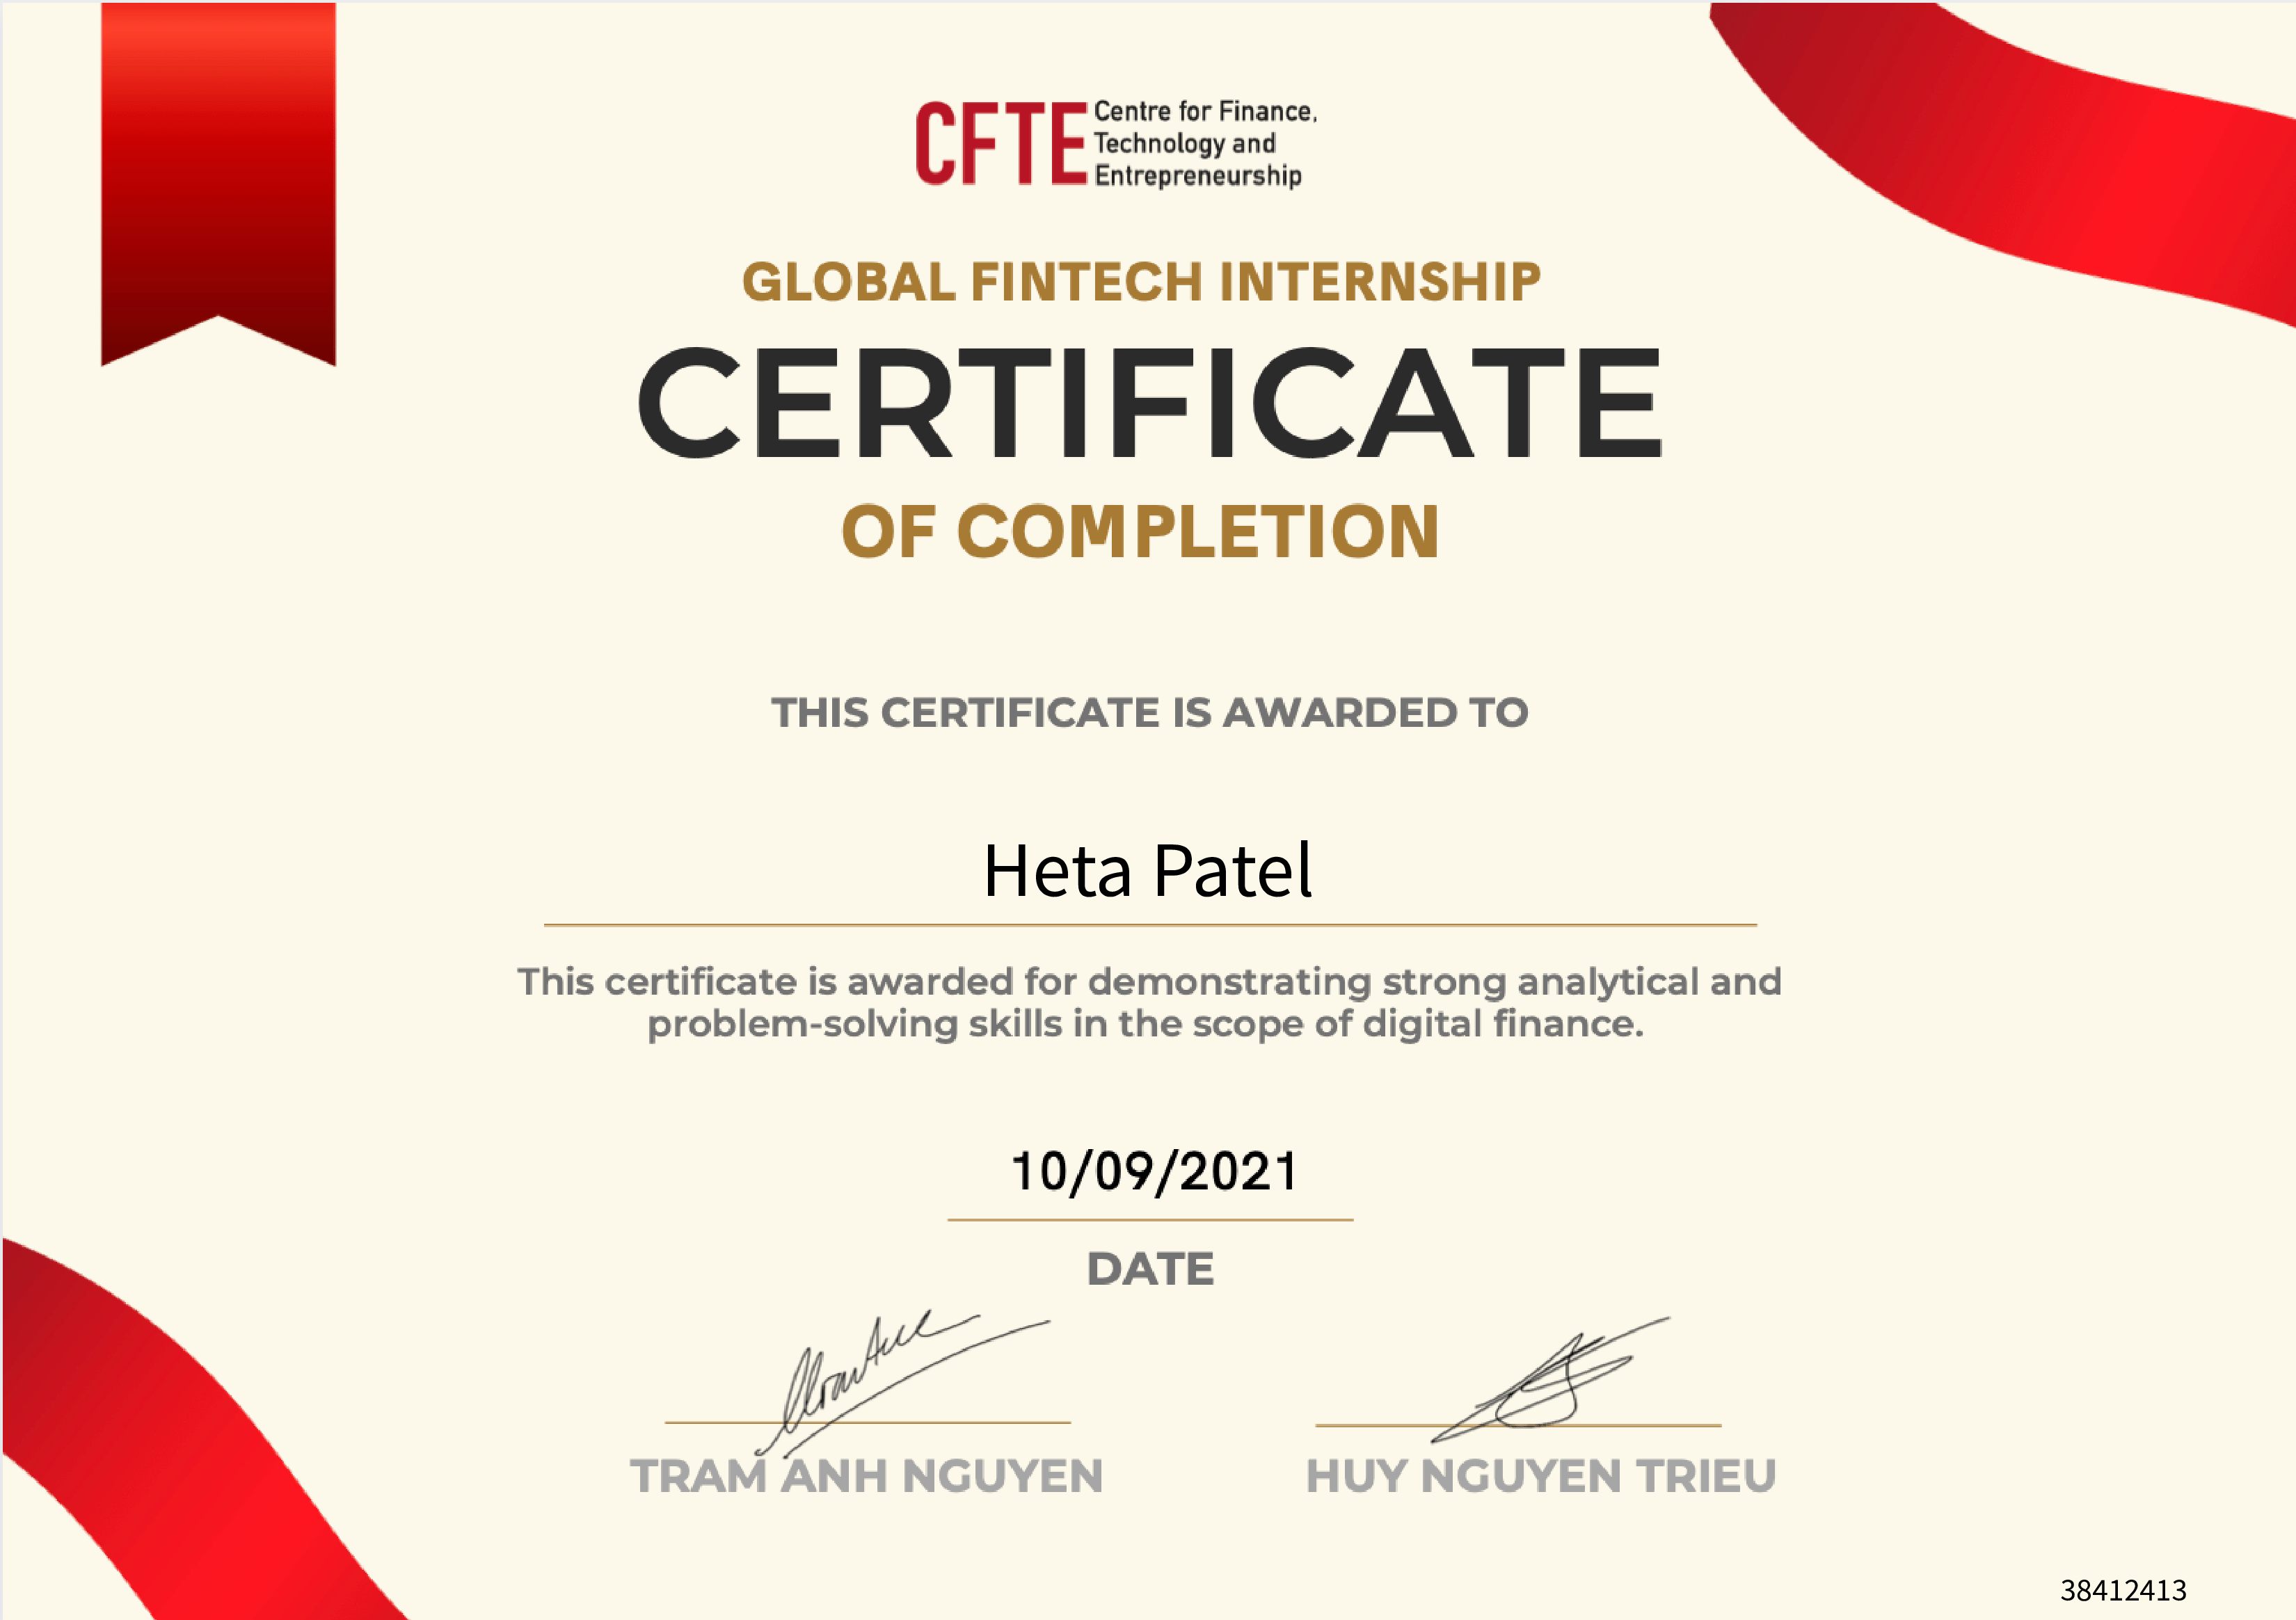 CFTE
Centre for Finance,
Technology and
Entrepreneurship
GLOBAL FINTECH INTERNSHIP
CERTIFICATE
OF COMPLETION
THIS CERTIFICATE IS AWARDED TO
Heta Patel
This certificate is awarded for demonstrating strong analytical and
problem-solving skills in the scope of digital finance.
10/09/2021
DATE
TRAM ANH NGUYEN
HUY NGUYEN TRIEU
38412413